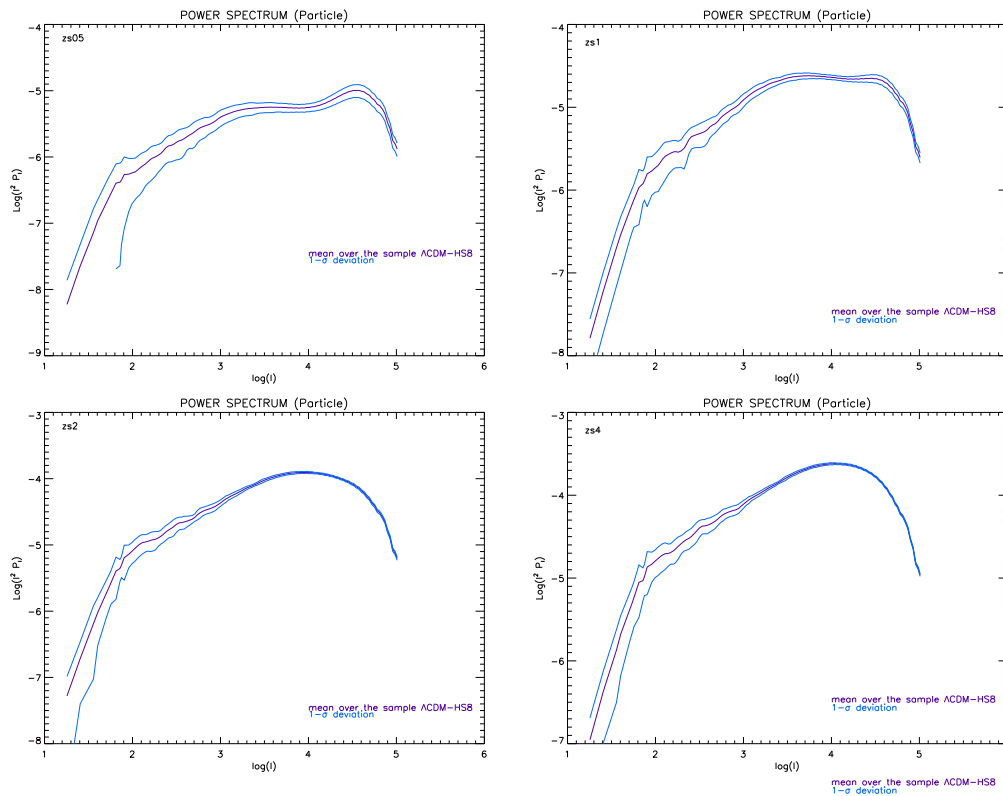 POWER SPECTRUM (Particle)
zs05
-4
-5
-6
-7
-8
-9
Log(l² Pₗ)
mean over the sample ΛCDM-HS8
1-σ deviation
1 2 3 4 5 6
log(l)
POWER SPECTRUM (Particle)
zs1
-4
-5
-6
-7
-8
Log(l² Pₗ)
mean over the sample ΛCDM-HS8
1-σ deviation
1 2 3 4 5
log(l)
POWER SPECTRUM (Particle)
zs2
-3
-4
-5
-6
-7
-8
Log(l² Pₗ)
mean over the sample ΛCDM-HS8
1-σ deviation
1 2 3 4 5 6
log(l)
POWER SPECTRUM (Particle)
zs4
-3
-4
-5
-6
-7
Log(l² Pₗ)
mean over the sample ΛCDM-HS8
1-σ deviation
1 2 3 4 5
log(l)
mean over the sample ΛCDM-HS8
1-σ deviation